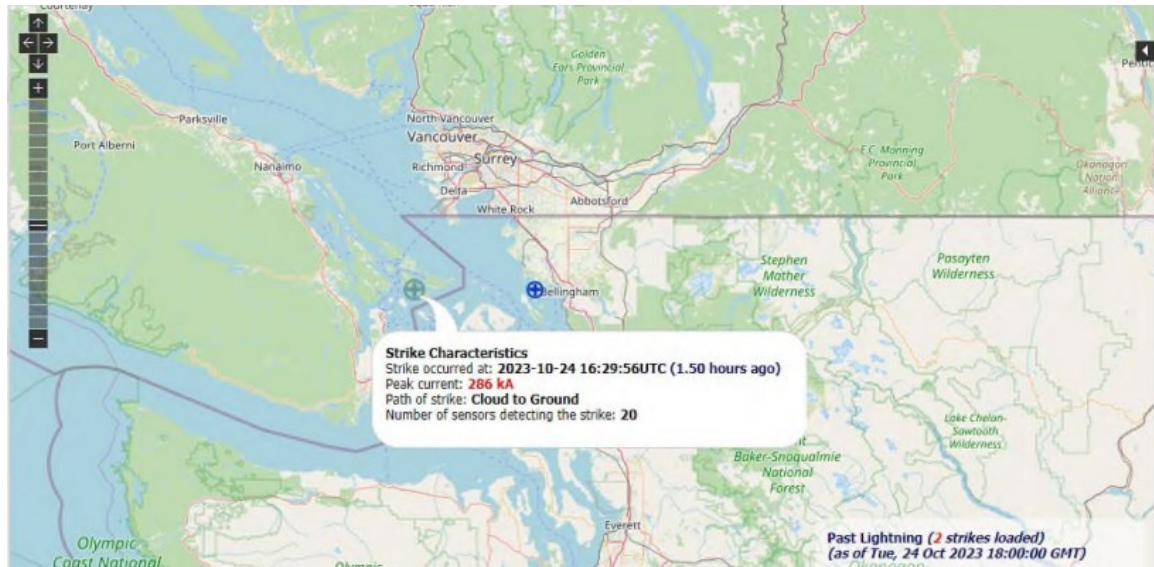 Courtenay
Golden
Ears Provincial
Park
Parksville
North Vancouver
Vancouver
Port Alberni
Surrey
E.C. Manning
Provincial
Park
Nanaimo
Richmond
Okanagan
Nation
Alliance
Delta
Abbotsford
White Rock
Stephen
Mather
Wilderness
Pasayten
Wilderness
Bellingham
Strike Characteristics
Strike occurred at: 2023-10-24 16:29:56UTC (1.50 hours ago)
Peak current: 286 kA
Path of strike: Cloud to Ground
Number of sensors detecting the strike: 20
Lake Chelan-
Sawtooth
Wilderness
Baker-Snoqualmie
National
Forest
Everett
Past Lightning (2 strikes loaded)
(as of Tue, 24 Oct 2023 18:00:00 GMT)
Olympic
Coast National
Olympic